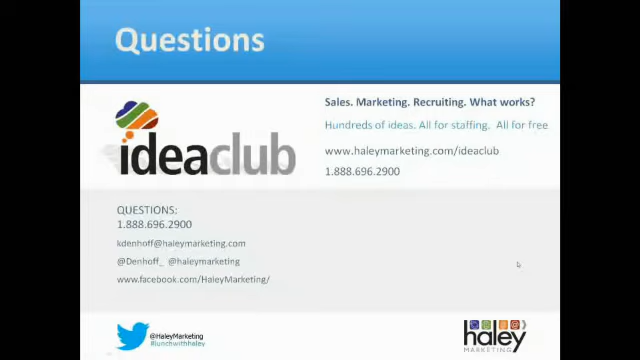 Questions
Sales. Marketing. Recruiting. What works?
Hundreds of ideas. All for staffing. All for free
www.haleymarketing.com/ideaclub
1.888.696.2900
ideaclub
QUESTIONS:
1.888.696.2900
kdenhoff@haleymarketing.com
@Denhoff_ @haleymarketing
www.facebook.com/HaleyMarketing/
@HaleyMarketing
#lunchwithhaley
haley
MARKETING